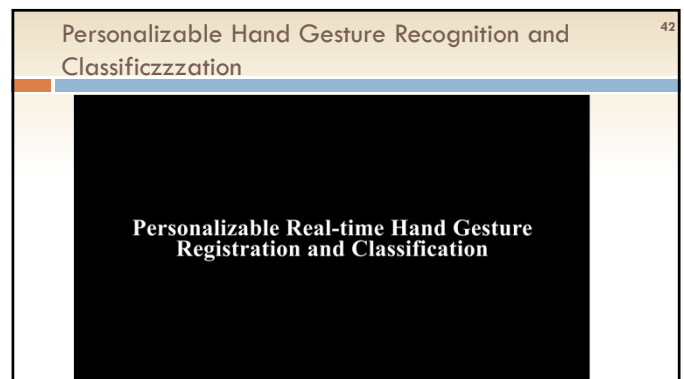 Personalizable Hand Gesture Recognition and
Classificzzzation
42
Personalizable Real-time Hand Gesture
Registration and Classification